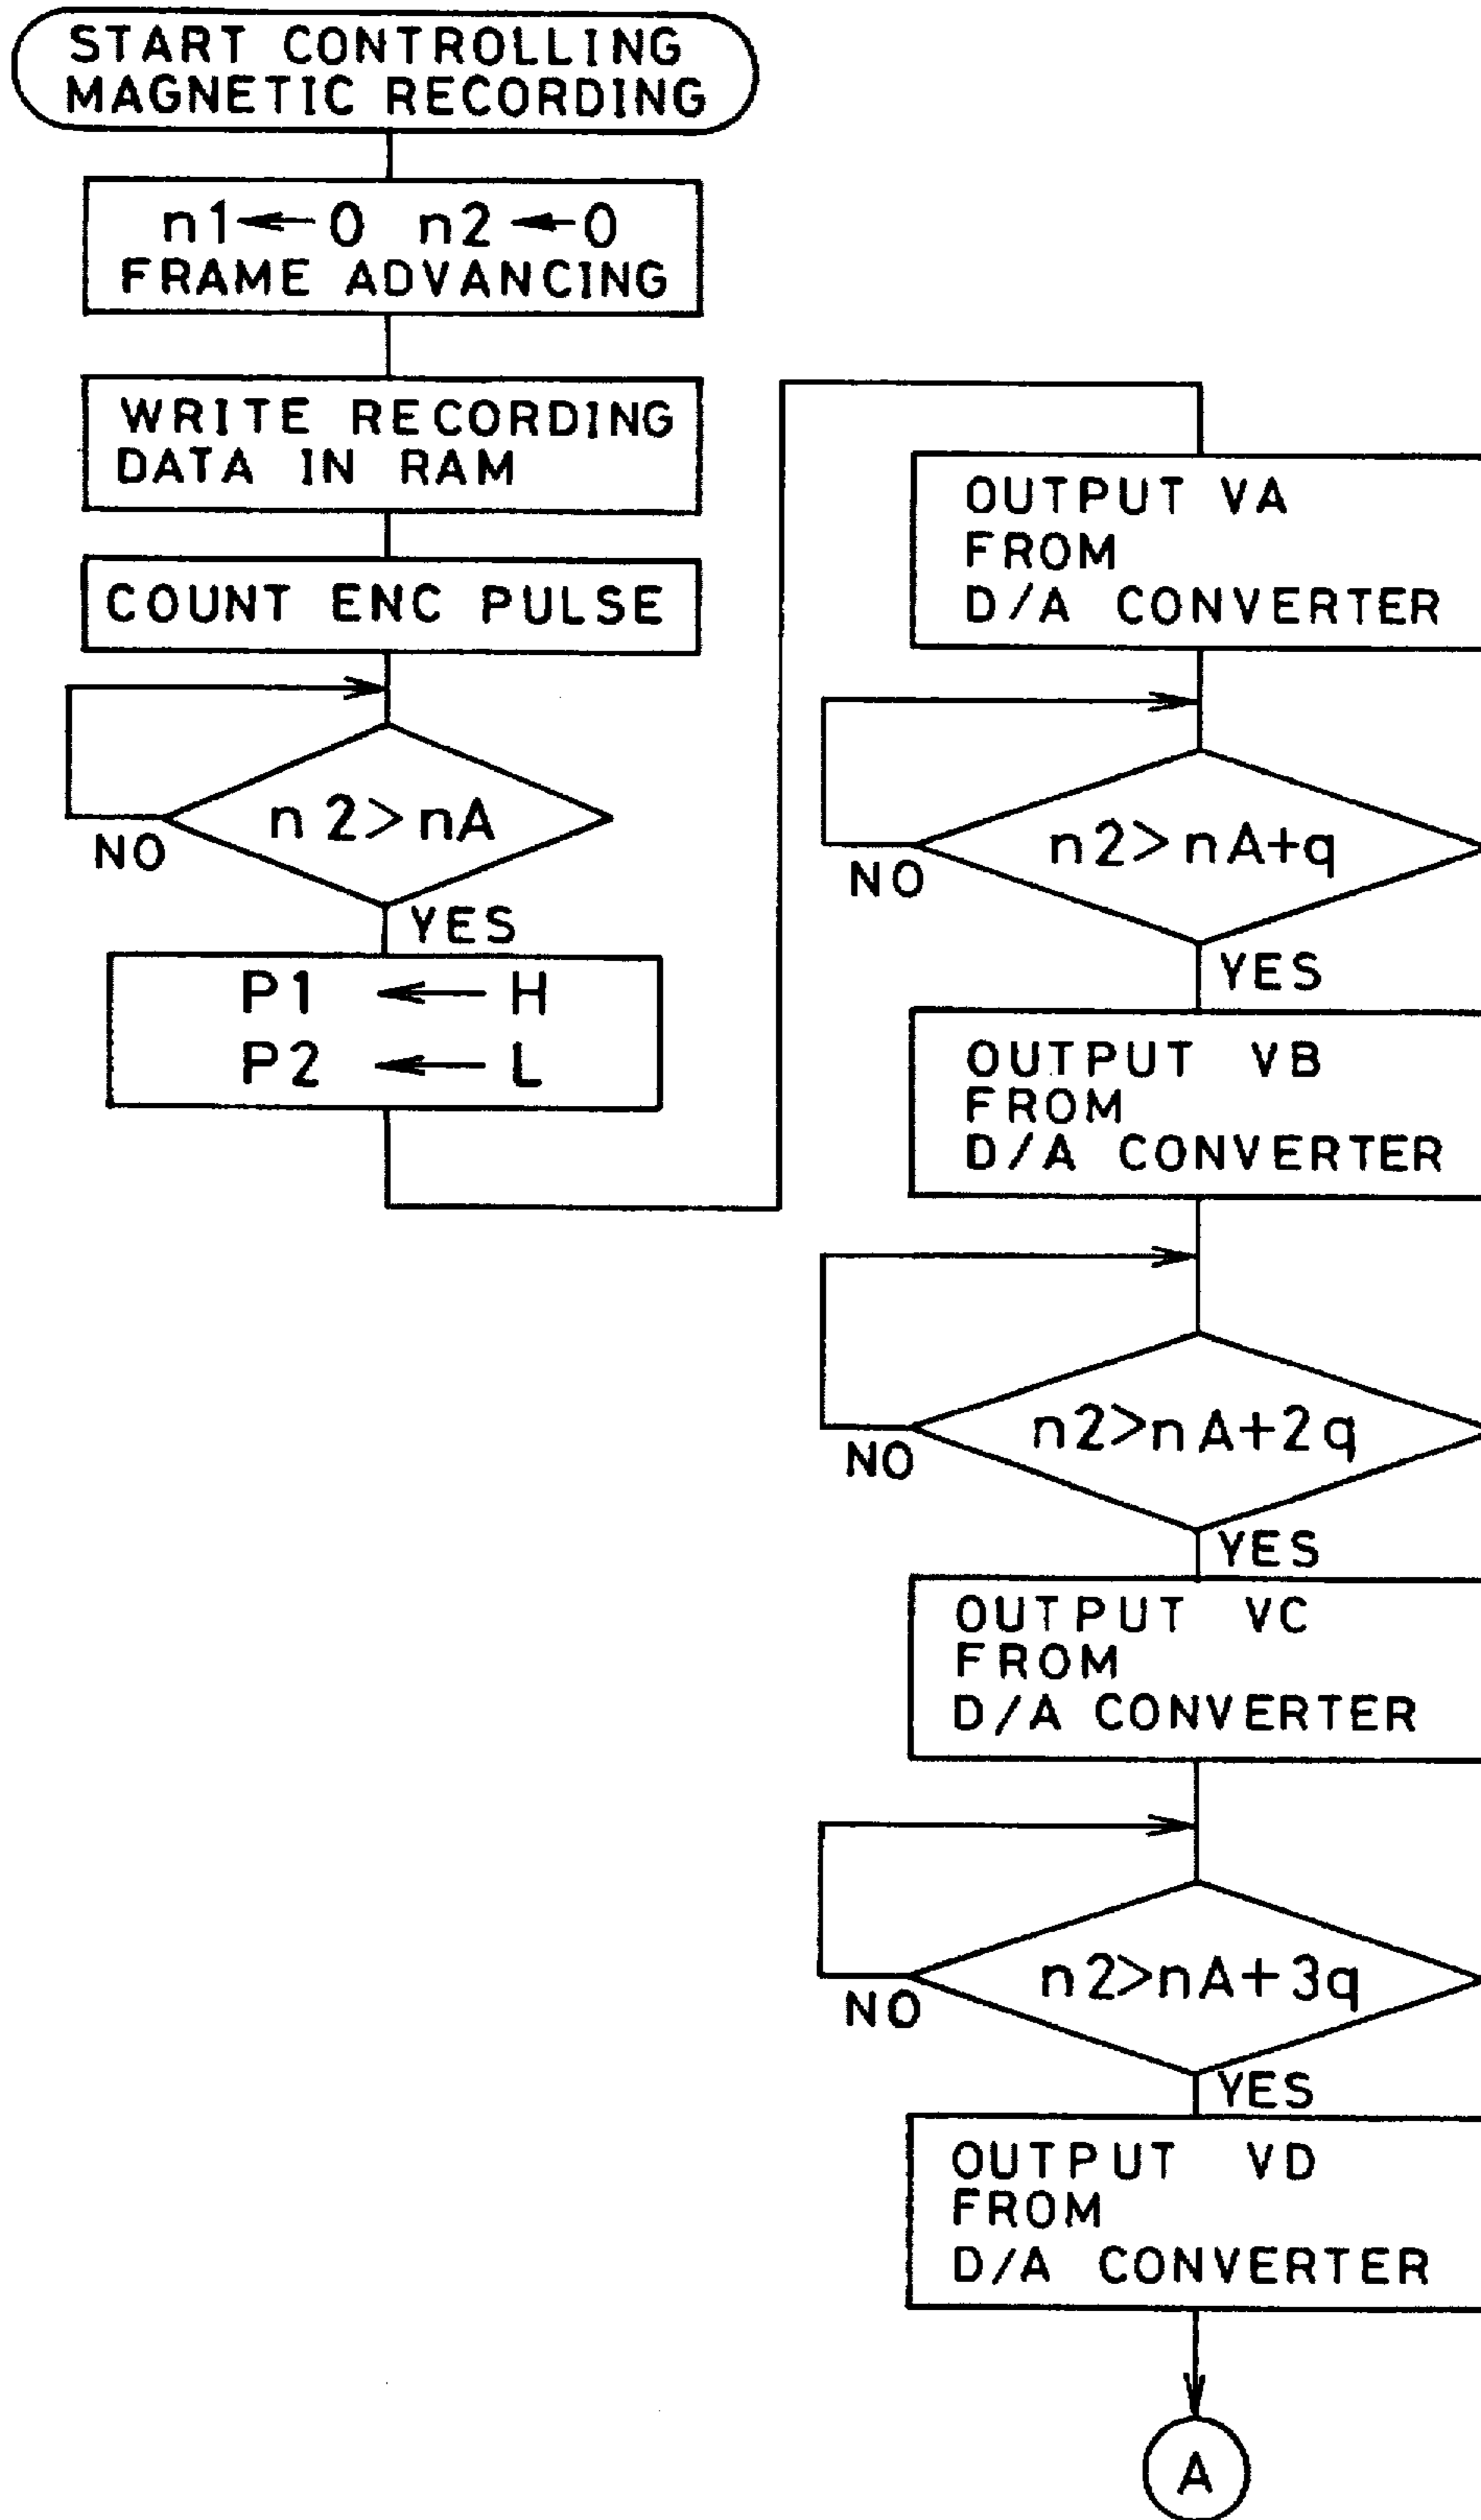 START CONTROLLING
MAGNETIC RECORDING
n1←0 n2←0
FRAME ADVANCING
WRITE RECORDING
DATA IN RAM
COUNT ENC PULSE
n2>nA
NO
YES
P1 ← H
P2 ← L
OUTPUT VA
FROM
D/A CONVERTER
n2>nA+q
NO
YES
OUTPUT VB
FROM
D/A CONVERTER
n2>nA+2q
NO
YES
OUTPUT VC
FROM
D/A CONVERTER
n2>nA+3q
NO
YES
OUTPUT VD
FROM
D/A CONVERTER
A